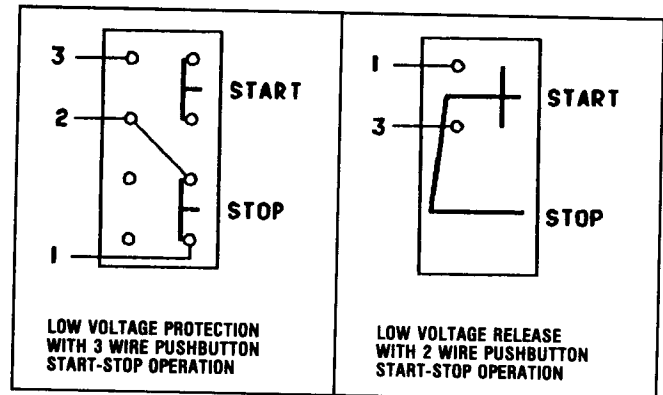 3
START
2
STOP
1
LOW VOLTAGE PROTECTION
WITH 3 WIRE PUSHBUTTON
START-STOP OPERATION
1
START
3
STOP
LOW VOLTAGE RELEASE
WITH 2 WIRE PUSHBUTTON
START-STOP OPERATION